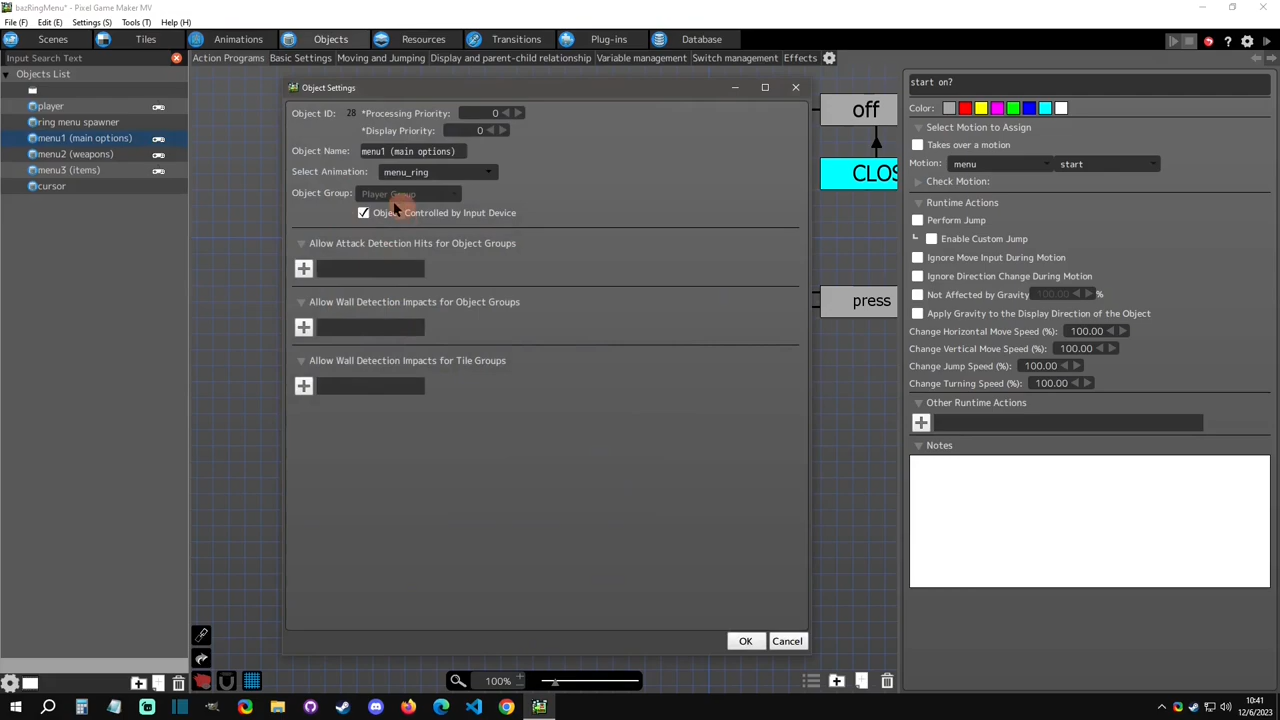 bazRingMenu* - Pixel Game Maker MV
File (F) Edit (E) Settings (S) Tools (T) Help (H)
Scenes Tiles Animations Objects Resources Transitions Plug-ins Database
Input Search Text
Action Programs Basic Settings Moving and Jumping Display and parent-child relationship Variable management Switch management Effects
Objects List
player
ring menu spawner
menu1 (main options)
menu2 (weapons)
menu3 (items)
cursor
Object Settings
Object ID: 28 *Processing Priority: 0
*Display Priority: 0
Object Name: menu1 (main options)
Select Animation: menu_ring
Object Group: Player Group
Object Controlled by Input Device
Allow Attack Detection Hits for Object Groups
Allow Wall Detection Impacts for Object Groups
Allow Wall Detection Impacts for Tile Groups
OK Cancel
off
CLOS
press
start on?
Color:
Select Motion to Assign
Takes over a motion
Motion: menu start
Check Motion:
Runtime Actions
Perform Jump
Enable Custom Jump
Ignore Move Input During Motion
Ignore Direction Change During Motion
Not Affected by Gravity 100.00 %
Apply Gravity to the Display Direction of the Object
Change Horizontal Move Speed (%): 100.00
Change Vertical Move Speed (%): 100.00
Change Jump Speed (%): 100.00
Change Turning Speed (%): 100.00
Other Runtime Actions
Notes
100%
10:41
12/6/2023